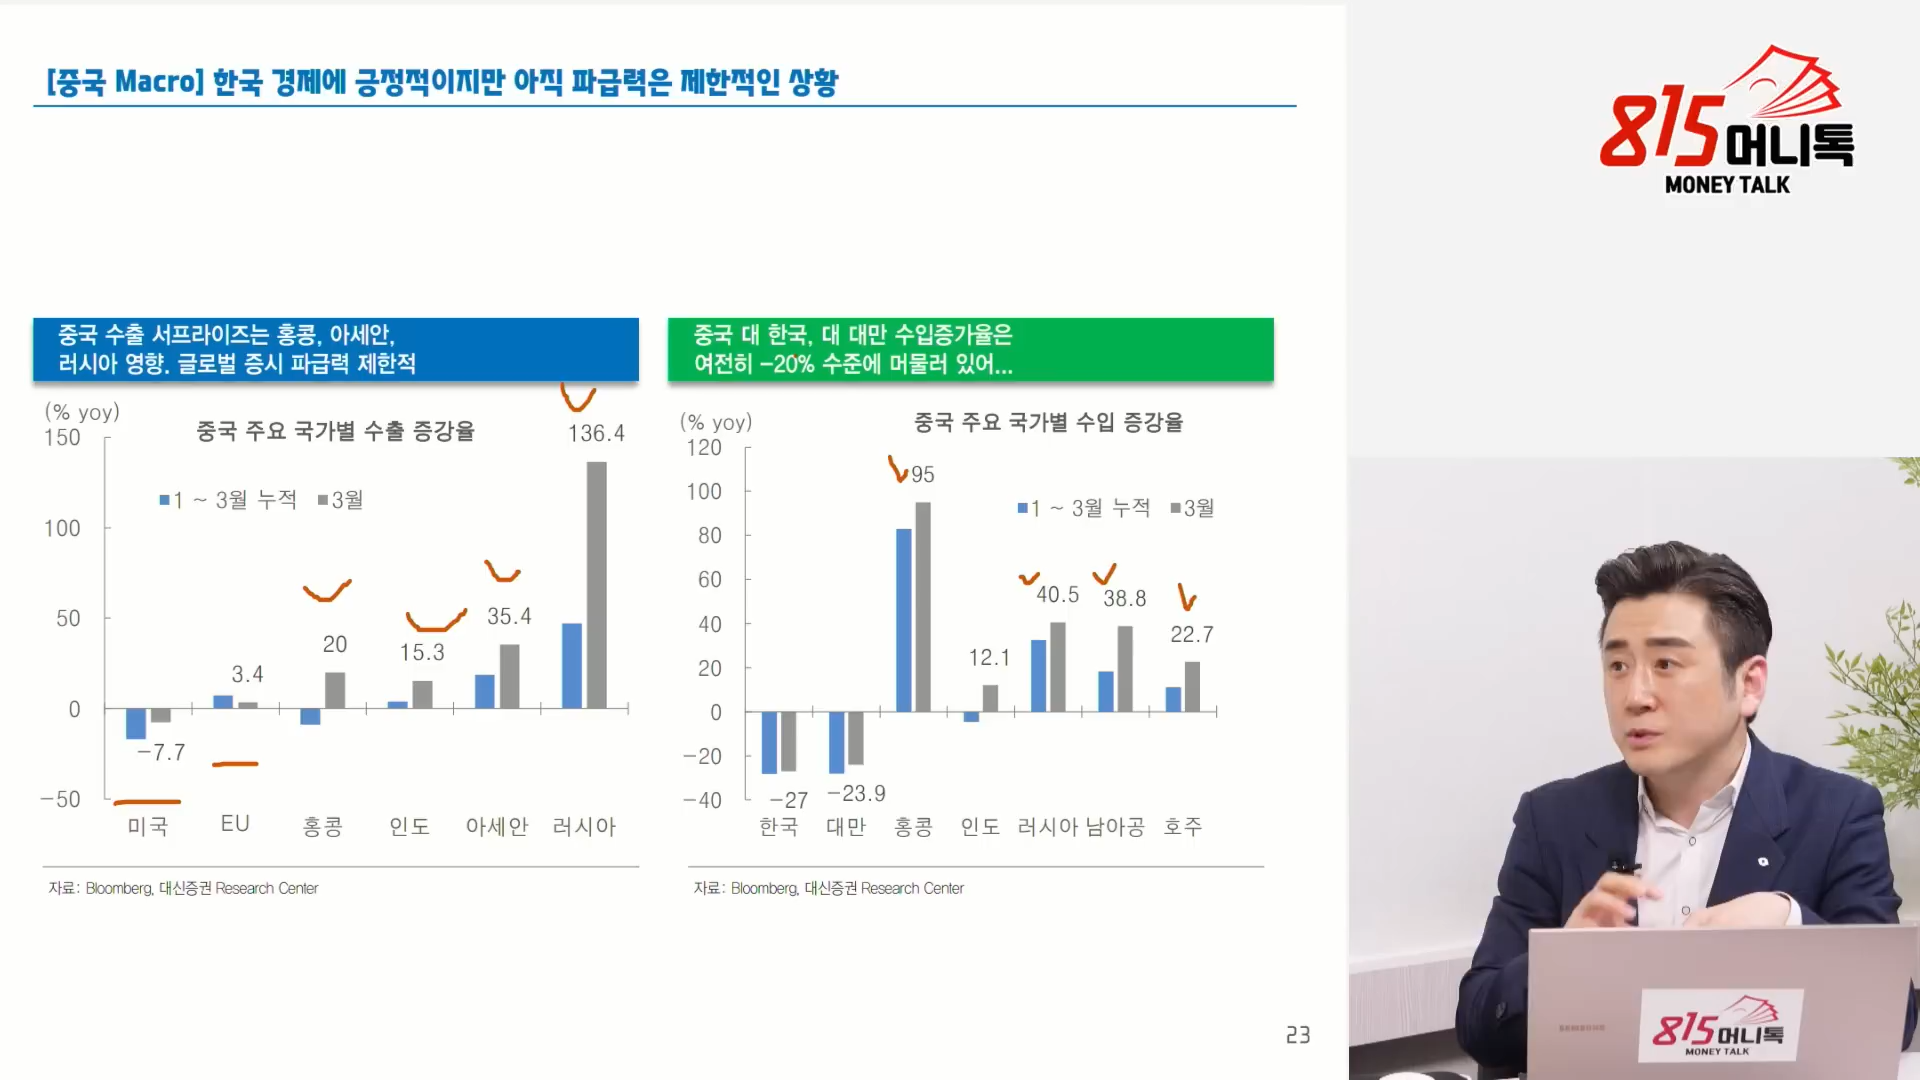 [중국 Macro] 한국 경제에 긍정적이지만 아직 파급력은 제한적인 상황
815머니톡
MONEY TALK
중국 수출 서프라이즈는 홍콩, 아세안,
러시아 영향. 글로벌 증시 파급력 제한적
(% yoy)
중국 주요 국가별 수출 증강율
1 ~ 3월 누적 3월
150
100
50
0
-50
-7.7
3.4
20
15.3
35.4
136.4
미국 EU 홍콩 인도 아세안 러시아
자료: Bloomberg, 대신증권 Research Center
중국 대 한국, 대 대만 수입증가율은
여전히 -20% 수준에 머물러 있어...
(% yoy)
중국 주요 국가별 수입 증강율
1 ~ 3월 누적 3월
120
100
80
60
40
20
0
-20
-40
-27
-23.9
95
12.1
40.5
38.8
22.7
한국 대만 홍콩 인도 러시아 남아공 호주
자료: Bloomberg, 대신증권 Research Center
23
SAMSUNG
815머니톡
MONEY TALK